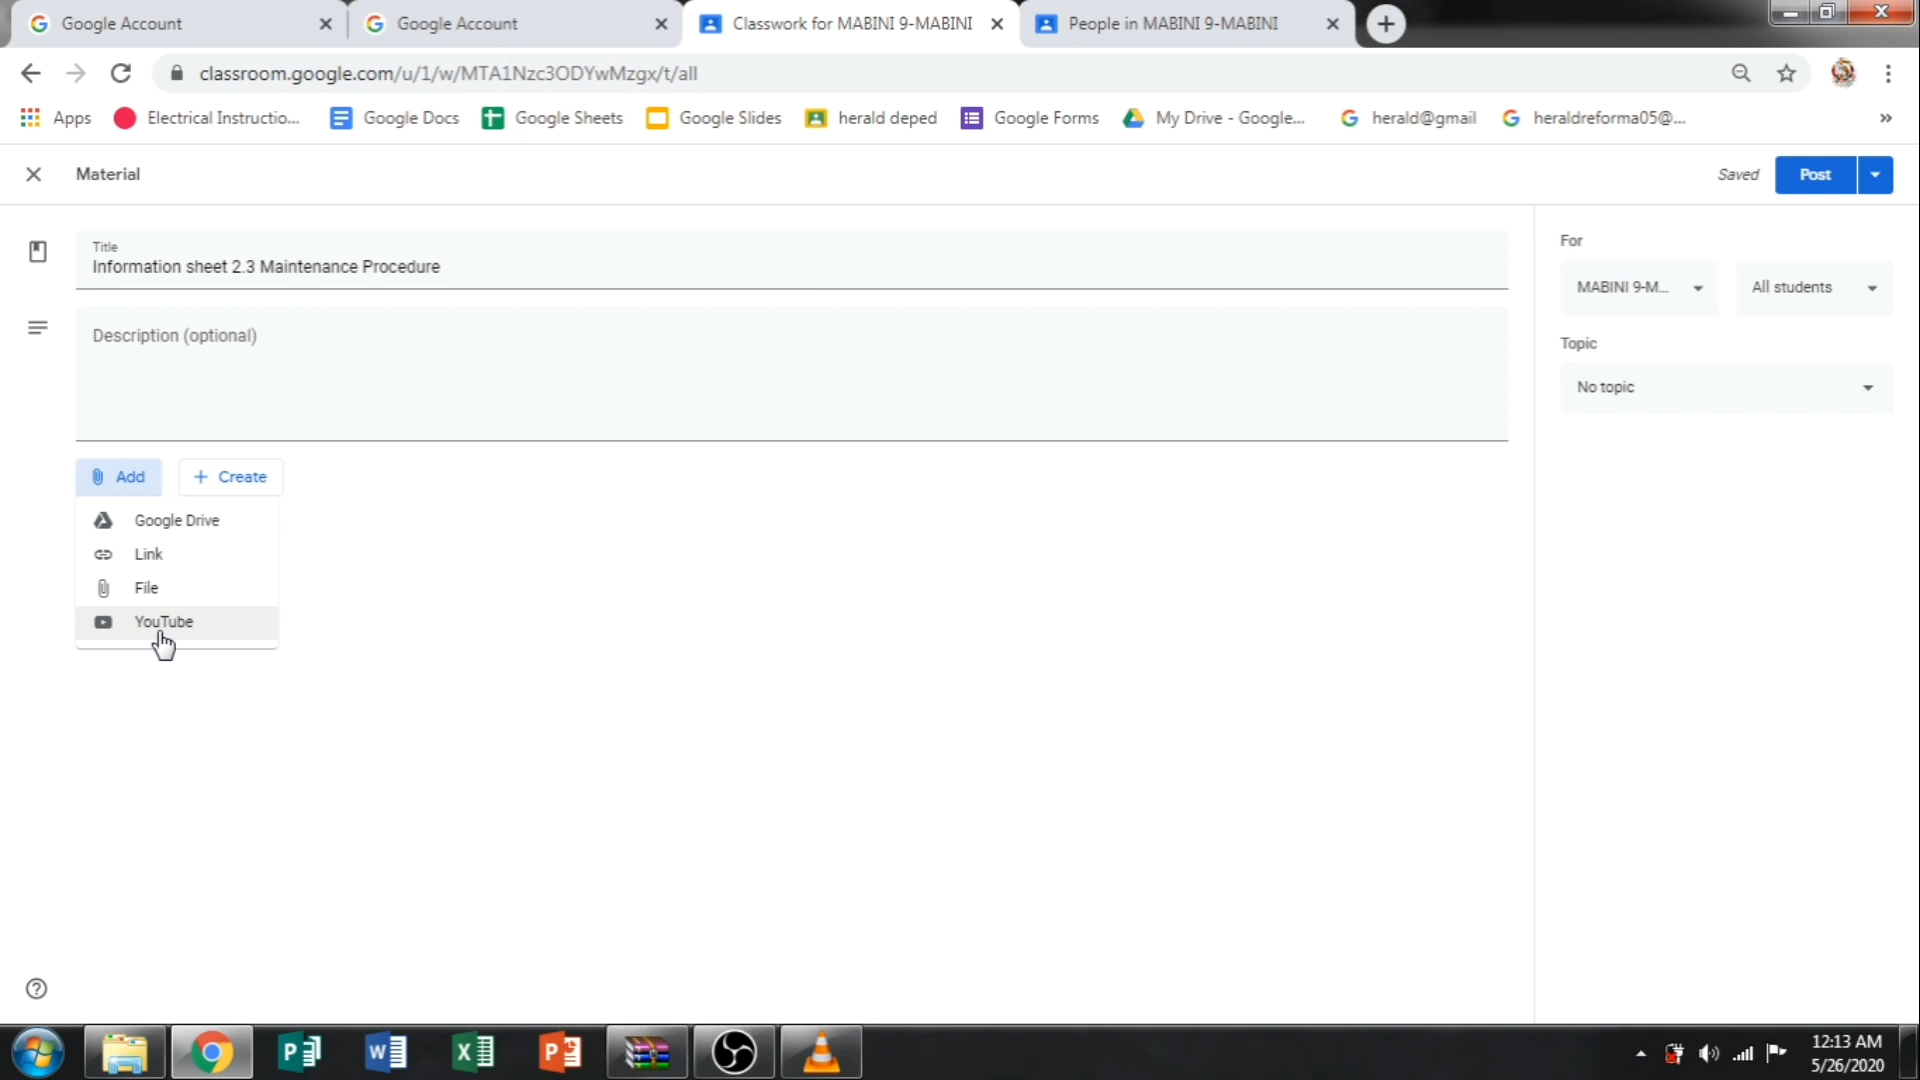 Google Account
Google Account
Classwork for MABINI 9-MABINI
People in MABINI 9-MABINI
classroom.google.com/u/1/w/MTA1Nzc3ODYwMzgx/t/all
Apps
Electrical Instructio...
Google Docs
Google Sheets
Google Slides
herald deped
Google Forms
My Drive - Google...
herald@gmail
heraldreforma05@...
Material
Saved
Post
Title
Information sheet 2.3 Maintenance Procedure
Description (optional)
Add
Create
Google Drive
Link
File
YouTube
For
MABINI 9-M...
All students
Topic
No topic
12:13 AM
5/26/2020